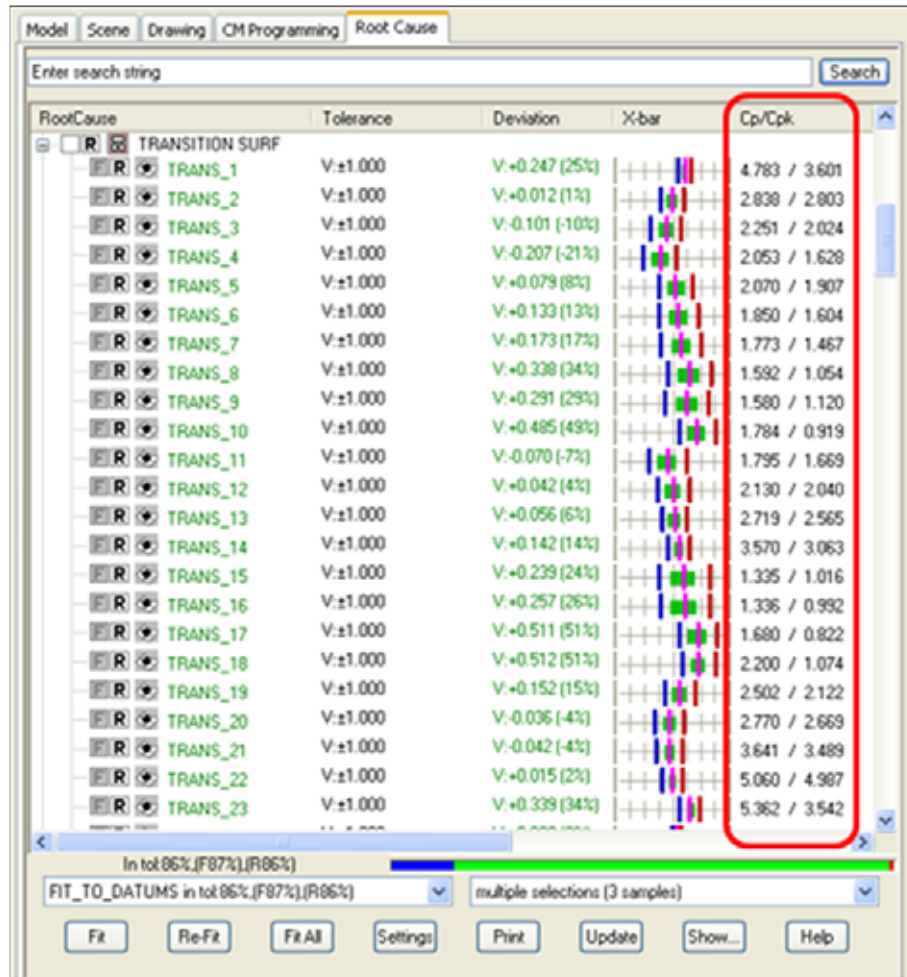 Model Scene Drawing CM Programming Root Cause
Enter search string Search
RootCause Tolerance Deviation X-bar Cp/Cpk
R TRANSITION SURF
F R TRANS_1 V:±1.000 V:+0.247 (25%) 4.783 / 3.601
F R TRANS_2 V:±1.000 V:+0.012 (1%) 2.838 / 2.803
F R TRANS_3 V:±1.000 V:-0.101 (-10%) 2.251 / 2.024
F R TRANS_4 V:±1.000 V:-0.207 (-21%) 2.053 / 1.628
F R TRANS_5 V:±1.000 V:+0.079 (8%) 2.070 / 1.907
F R TRANS_6 V:±1.000 V:+0.133 (13%) 1.850 / 1.604
F R TRANS_7 V:±1.000 V:+0.173 (17%) 1.773 / 1.467
F R TRANS_8 V:±1.000 V:+0.338 (34%) 1.592 / 1.054
F R TRANS_9 V:±1.000 V:+0.291 (29%) 1.580 / 1.120
F R TRANS_10 V:±1.000 V:+0.485 (49%) 1.784 / 0.919
F R TRANS_11 V:±1.000 V:-0.070 (-7%) 1.795 / 1.669
F R TRANS_12 V:±1.000 V:+0.042 (4%) 2.130 / 2.040
F R TRANS_13 V:±1.000 V:+0.056 (6%) 2.719 / 2.565
F R TRANS_14 V:±1.000 V:+0.142 (14%) 3.570 / 3.063
F R TRANS_15 V:±1.000 V:+0.239 (24%) 1.335 / 1.016
F R TRANS_16 V:±1.000 V:+0.257 (26%) 1.336 / 0.992
F R TRANS_17 V:±1.000 V:+0.511 (51%) 1.680 / 0.822
F R TRANS_18 V:±1.000 V:+0.512 (51%) 2.200 / 1.074
F R TRANS_19 V:±1.000 V:+0.152 (15%) 2.502 / 2.122
F R TRANS_20 V:±1.000 V:-0.036 (-4%) 2.770 / 2.669
F R TRANS_21 V:±1.000 V:-0.042 (-4%) 3.641 / 3.489
F R TRANS_22 V:±1.000 V:+0.015 (2%) 5.060 / 4.987
F R TRANS_23 V:±1.000 V:+0.339 (34%) 5.362 / 3.542
In tol:86%,(F87%),(R86%)
FIT_TO_DATUMS in tol:86%,(F87%),(R86%) multiple selections (3 samples)
Fit Re-Fit Fit All Settings Print Update Show... Help